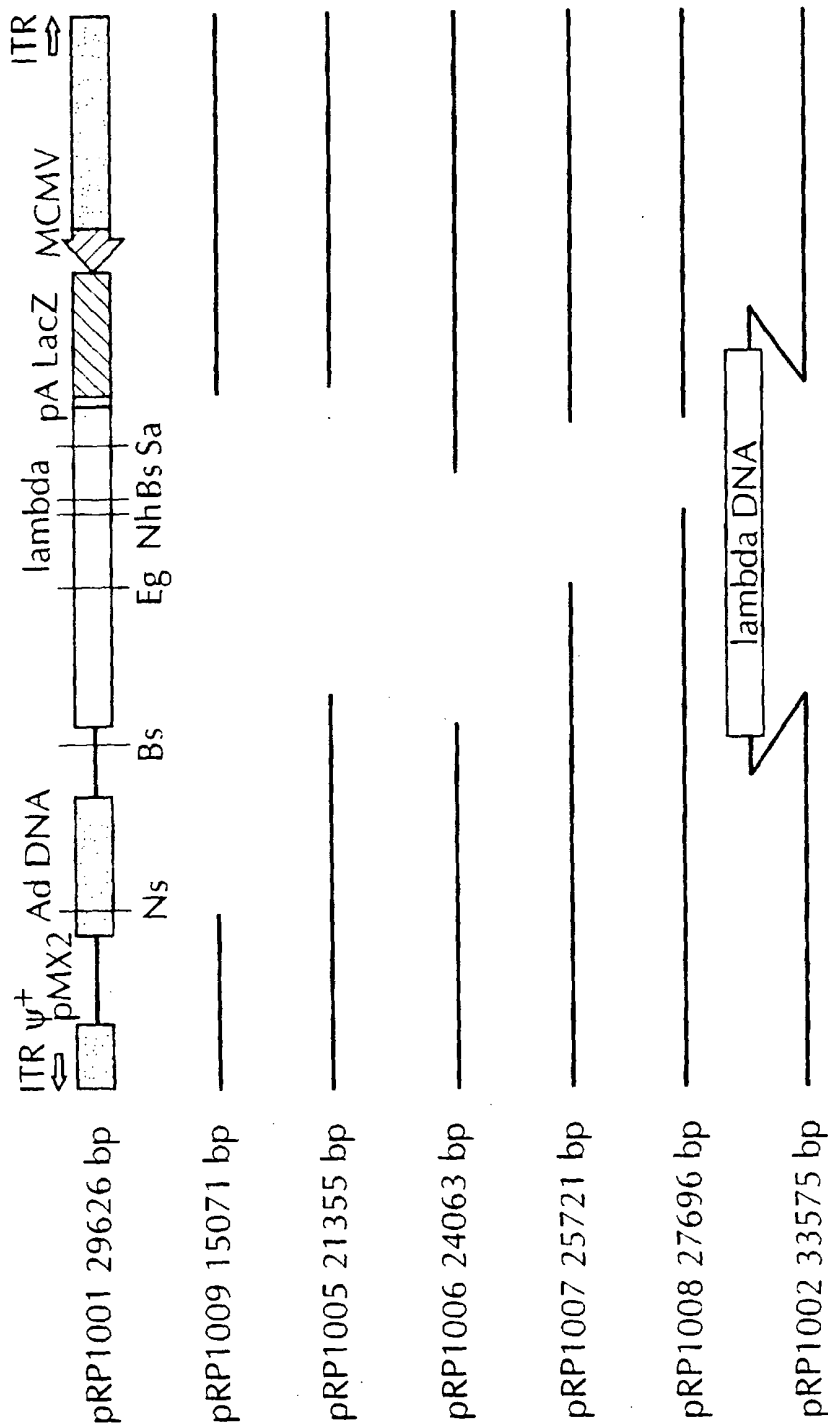 ITR ψ+ pMX2 Ad DNA lambda pA LacZ MCMV ITR
pRP1001 29626 bp
Ns Bs Eg Nh Bs Sa
pRP1009 15071 bp
pRP1005 21355 bp
pRP1006 24063 bp
pRP1007 25721 bp
pRP1008 27696 bp
lambda DNA
pRP1002 33575 bp